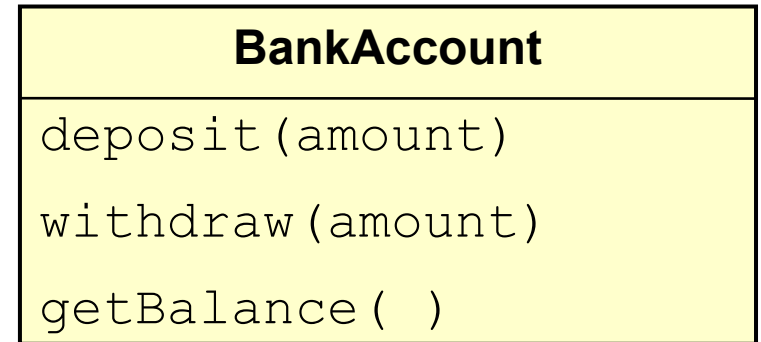 BankAccount
deposit(amount)
withdraw(amount)
getBalance( )